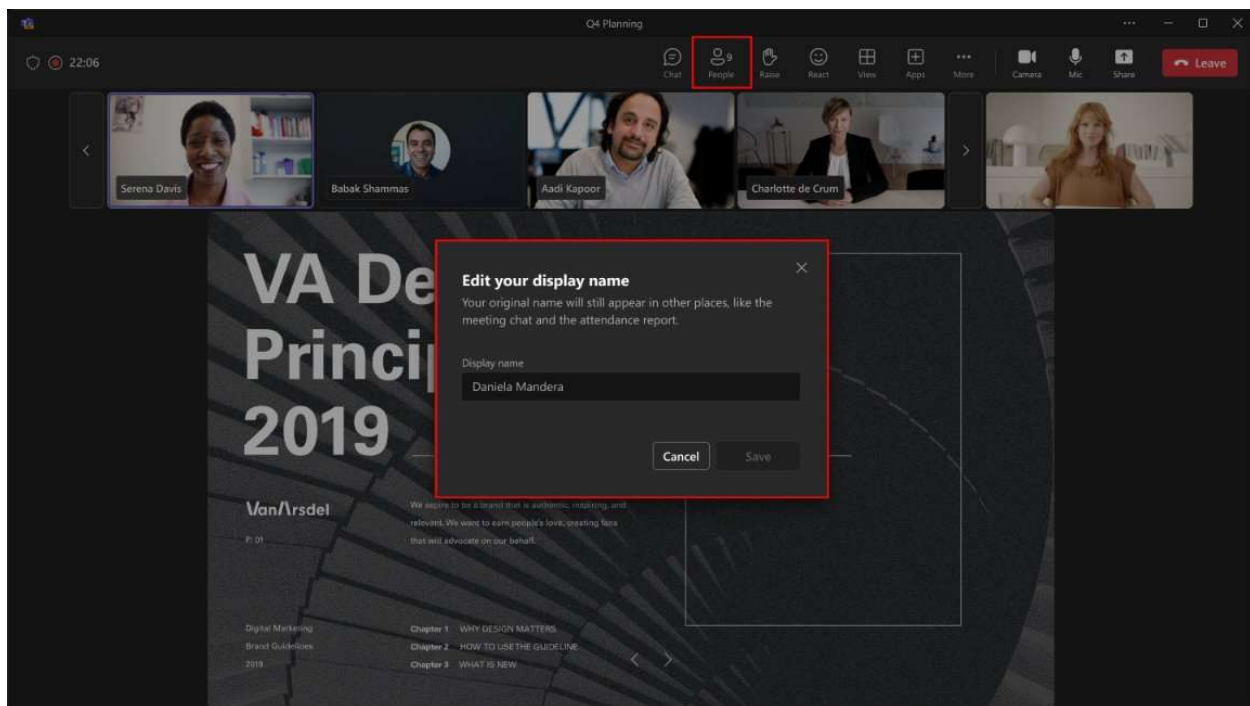 Q4 Planning
22:06
Chat
9
People
Raise
React
View
Apps
More
Camera
Mic
Share
Leave
Serena Davis
Babak Shammas
Aadi Kapoor
Charlotte de Crum
VA De
Princi
2019
Edit your display name
Your original name will still appear in other places, like the
meeting chat and the attendance report.
Display name
Daniela Mandera
Cancel
Save
VanArsdel
P/ 01
We aspire to be a brand that is authentic, inspiring, and
relevant. We want to earn people's love, creating fans
that will advocate on our behalf.
Digital Marketing
Brand Guidelines
2019
Chapter 1 WHY DESIGN MATTERS
Chapter 2 HOW TO USE THE GUIDELINE
Chapter 3 WHAT IS NEW